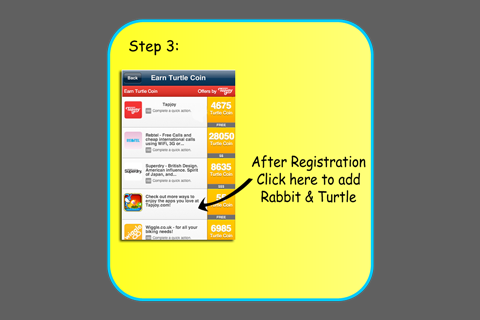 Step 3:
Back
Earn Turtle Coin
Earn Turtle Coin
Offers by
Tapjoy
Complete a quick action.
4675
Turtle Coin
FREE
Rebtel - Free Calls and
cheap international calls
using WiFi, 3G or...
Complete a quick action.
28050
Turtle Coin
Superdry - British Design,
American influence, Spirit
of Japan, and...
Complete a quick action.
8635
Turtle Coin
Check out more ways to
enjoy the apps you love at
Tapjoy.com!
Turtle Coin
FREE
Wiggle.co.uk - for all your
biking needs!
Complete a quick action.
6985
Turtle Coin
After Registration
Click here to add
Rabbit & Turtle